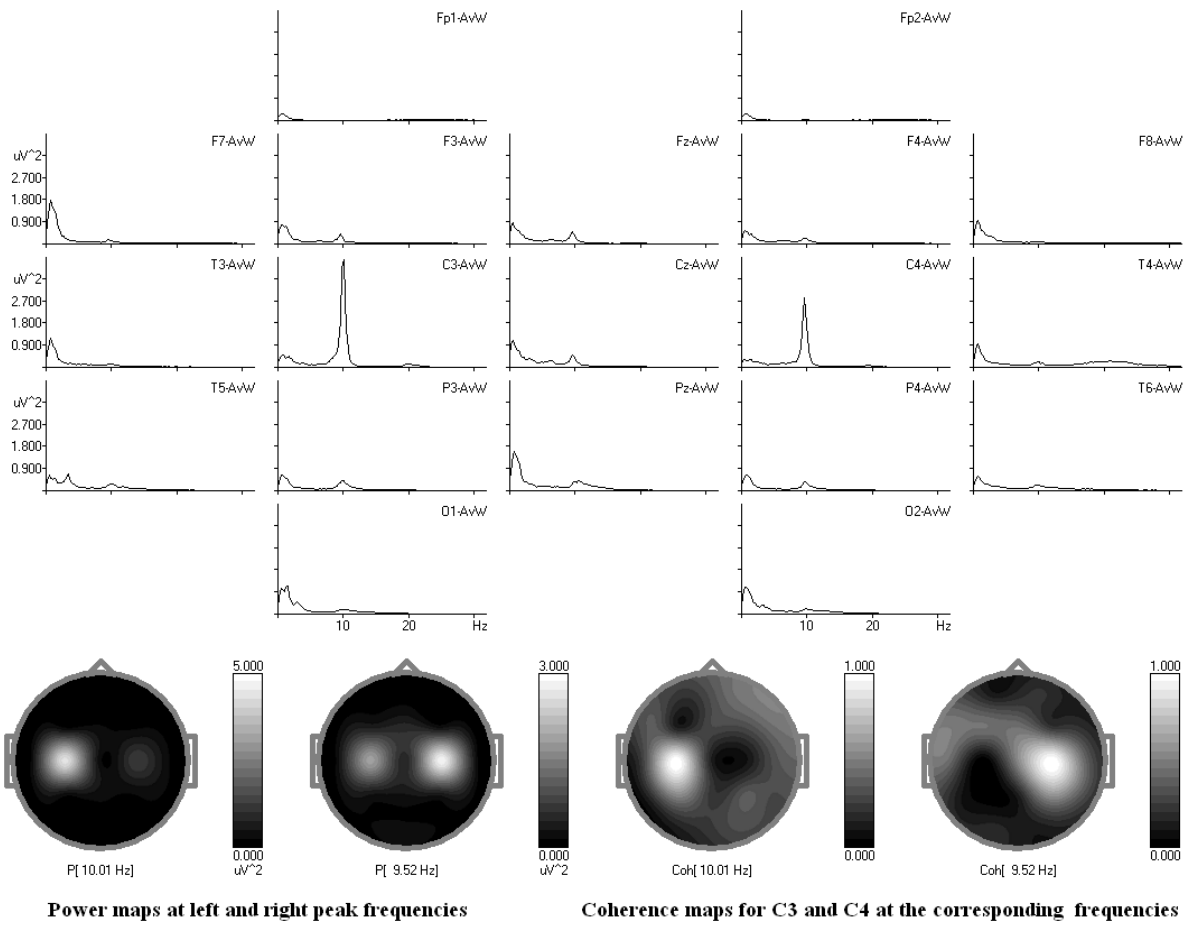 Fp1-AvW Fp2-AvW
F7-AvW F3-AvW Fz-AvW F4-AvW F8-AvW
uV^2
2.700
1.800
0.900
T3-AvW C3-AvW Cz-AvW C4-AvW T4-AvW
uV^2
2.700
1.800
0.900
T5-AvW P3-AvW Pz-AvW P4-AvW T6-AvW
uV^2
2.700
1.800
0.900
O1-AvW O2-AvW
10 20 Hz 10 20 Hz
5.000 3.000 1.000 1.000
0.000 0.000 0.000 0.000
P[ 10.01 Hz] uV^2 P[ 9.52 Hz] uV^2 Coh[ 10.01 Hz] Coh[ 9.52 Hz]
Power maps at left and right peak frequencies Coherence maps for C3 and C4 at the corresponding frequencies